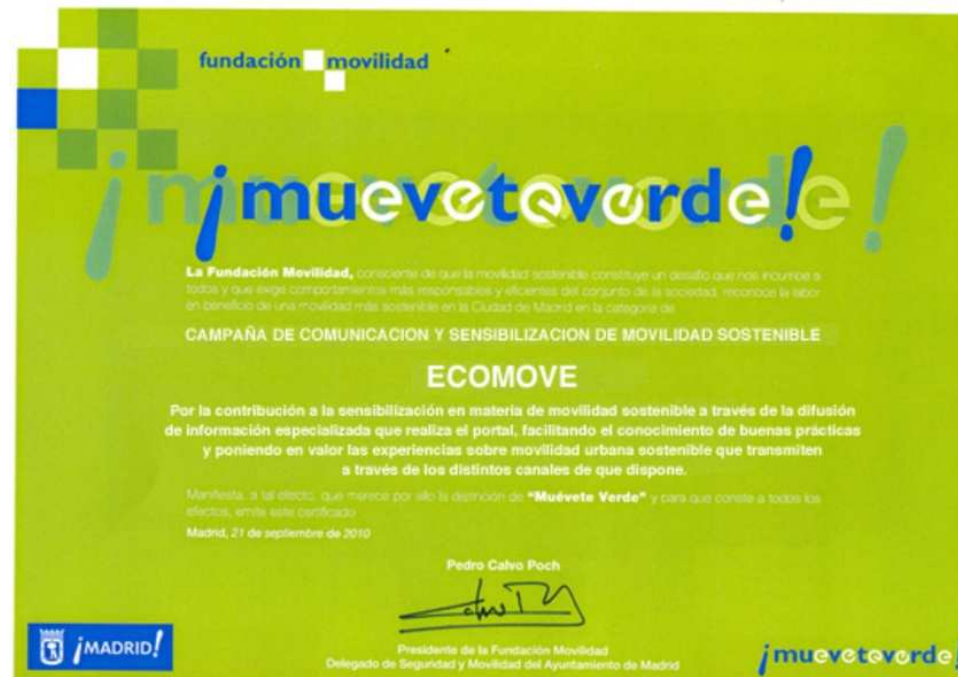 fundación movilidad
¡mueveteverde!
La Fundación Movilidad, consciente de que la movilidad sostenible constituye un desafío que nos incumbe a
todos y que exige comportamientos más responsables y eficientes del conjunto de la sociedad, reconoce la labor
en beneficio de una movilidad más sostenible en la Ciudad de Madrid en la categoría de
CAMPAÑA DE COMUNICACION Y SENSIBILIZACION DE MOVILIDAD SOSTENIBLE
ECOMOVE
Por la contribución a la sensibilización en materia de movilidad sostenible a través de la difusión
de información especializada que realiza el portal, facilitando el conocimiento de buenas prácticas
y poniendo en valor las experiencias sobre movilidad urbana sostenible que transmiten
a través de los distintos canales de que dispone.
Manifiesta, a tal efecto, que merece por ello la distinción de "Muévete Verde" y para que conste a todos los
efectos, emite este certificado
Madrid, 21 de septiembre de 2010
Pedro Calvo Poch
Presidente de la Fundación Movilidad
Delegado de Seguridad y Movilidad del Ayuntamiento de Madrid
¡MADRID!
¡mueveteverde!